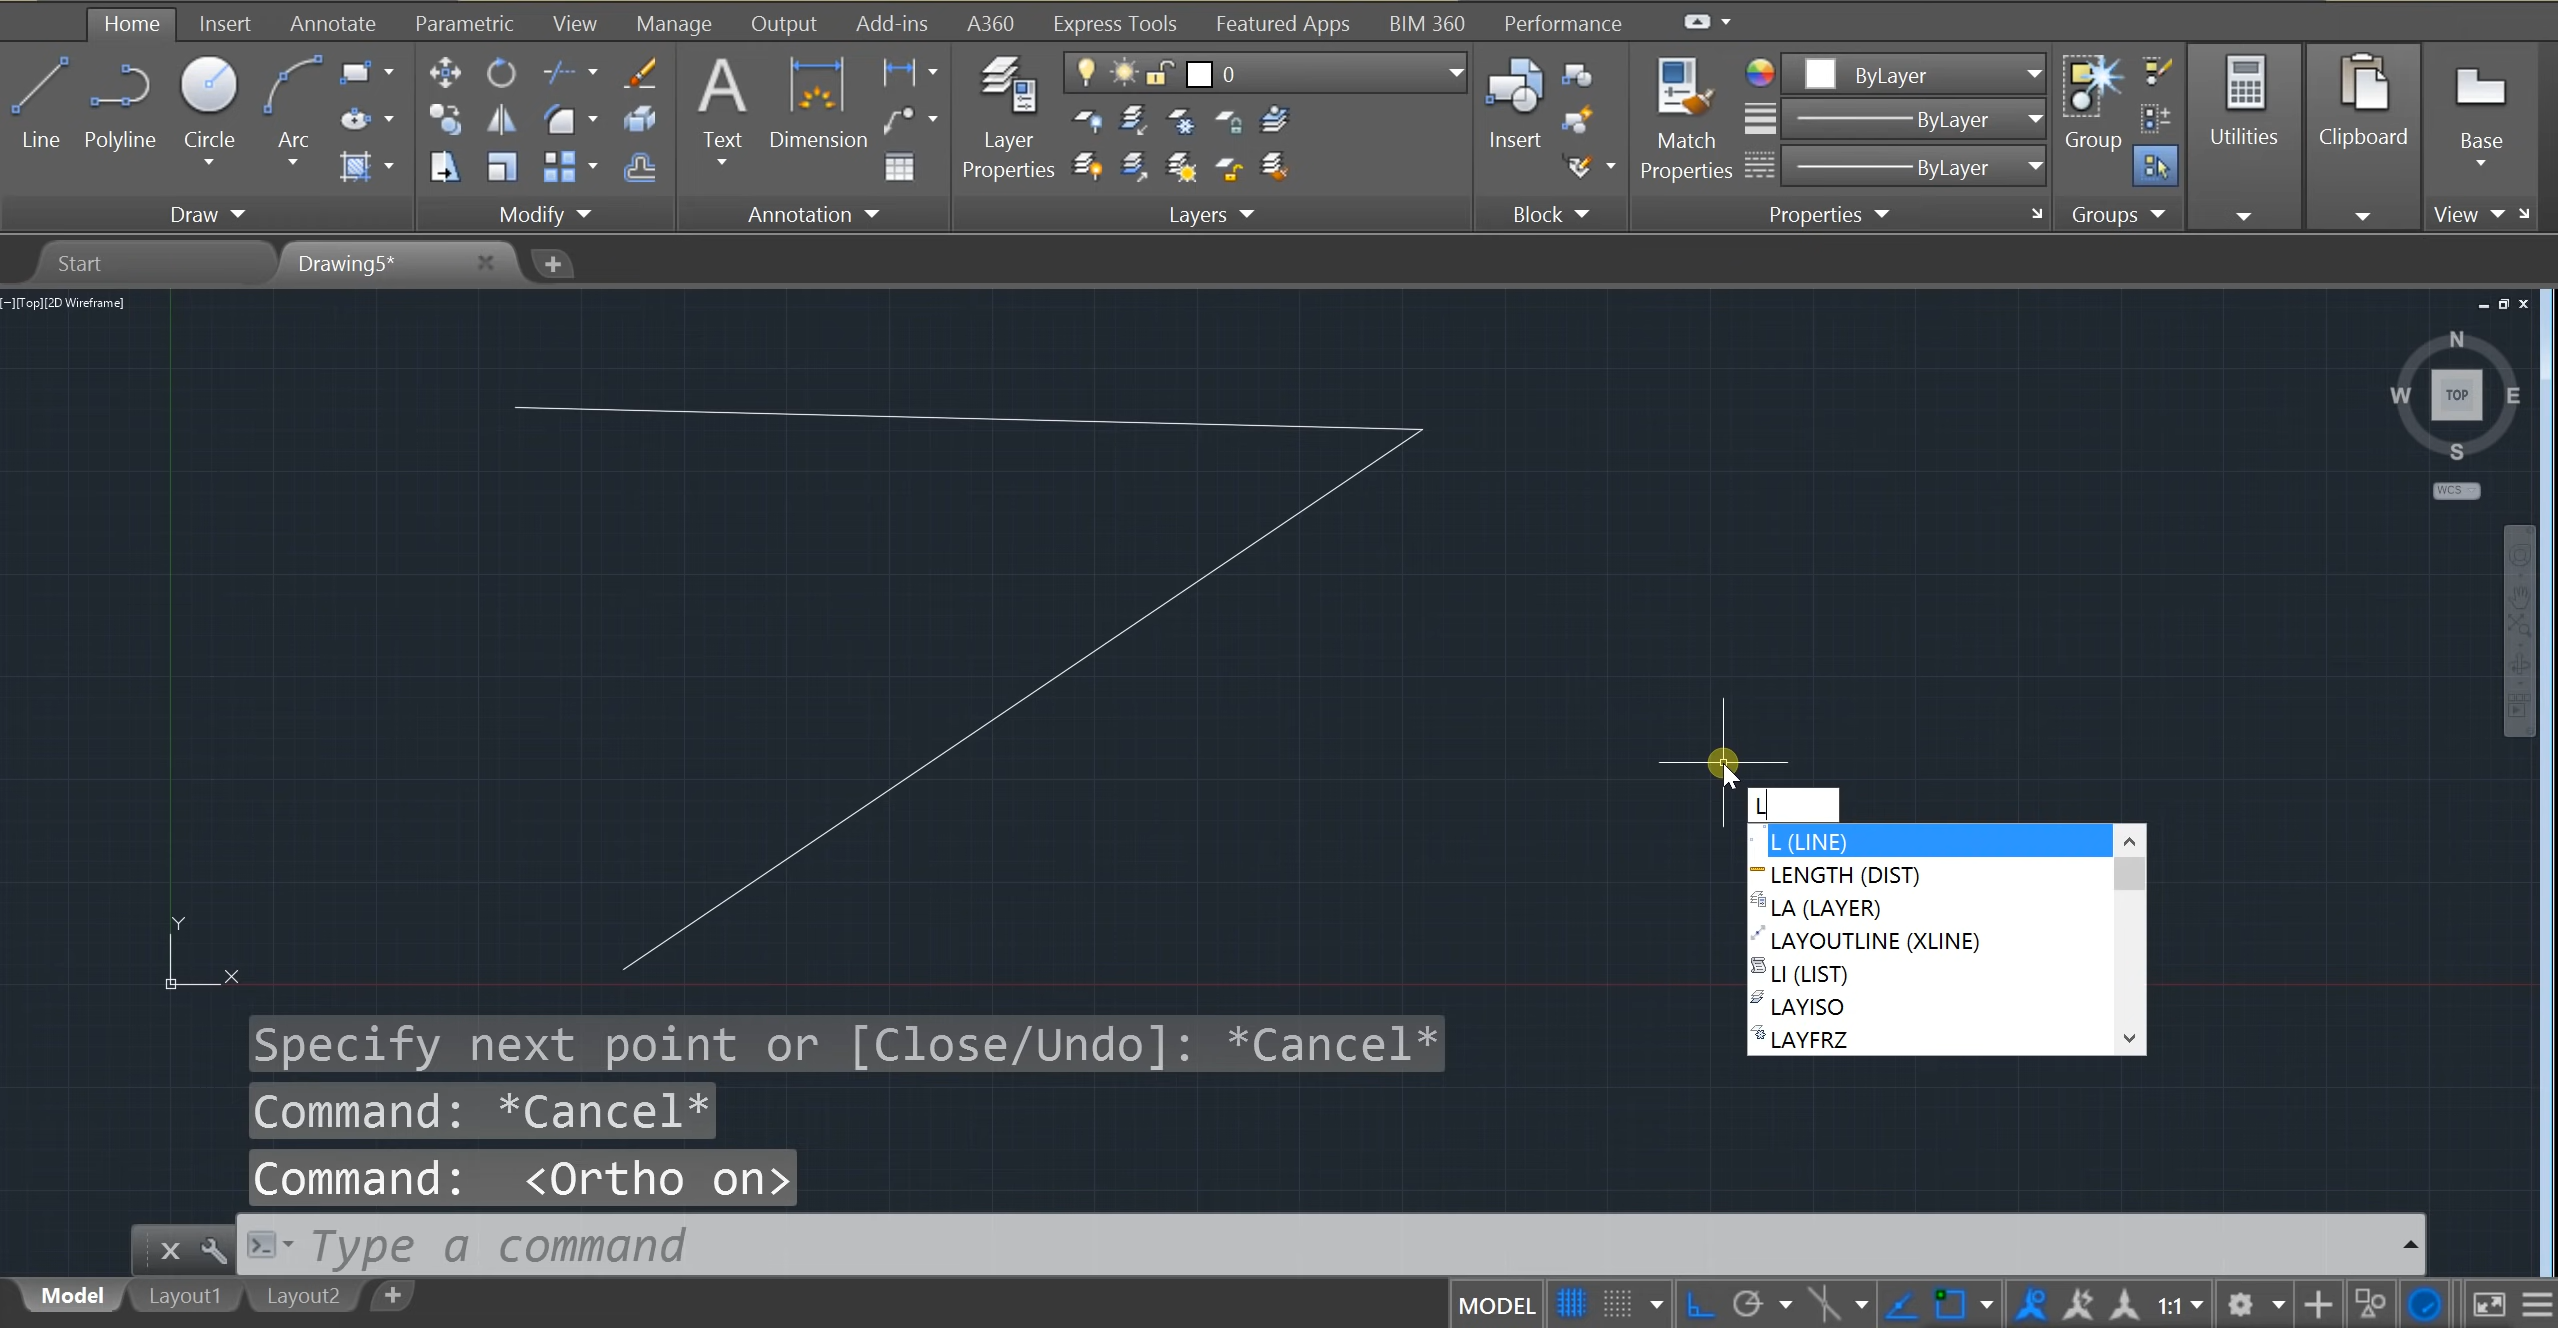 Home Insert Annotate Parametric View Manage Output Add-ins A360 Express Tools Featured Apps BIM 360 Performance
Line Polyline Circle Arc
Text Dimension
Layer Properties
0
Insert
Match Properties
ByLayer
ByLayer
ByLayer
Group
Utilities
Clipboard
Base
Draw Modify Annotation Layers Block Properties Groups View
Start Drawing5*
[−][Top][2D Wireframe]
N
W TOP E
S
WCS
L
L (LINE)
LENGTH (DIST)
LA (LAYER)
LAYOUTLINE (XLINE)
LI (LIST)
LAYISO
LAYFRZ
Y
X
Specify next point or [Close/Undo]: *Cancel*
Command: *Cancel*
Command: <Ortho on>
Type a command
Model Layout1 Layout2
MODEL 1:1